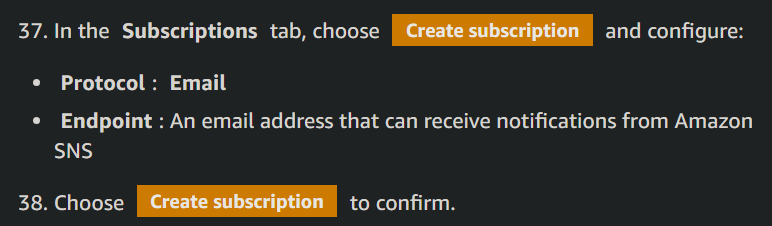 37. In the Subscriptions tab, choose Create subscription and configure:
• Protocol : Email
• Endpoint : An email address that can receive notifications from Amazon
SNS
38. Choose Create subscription to confirm.